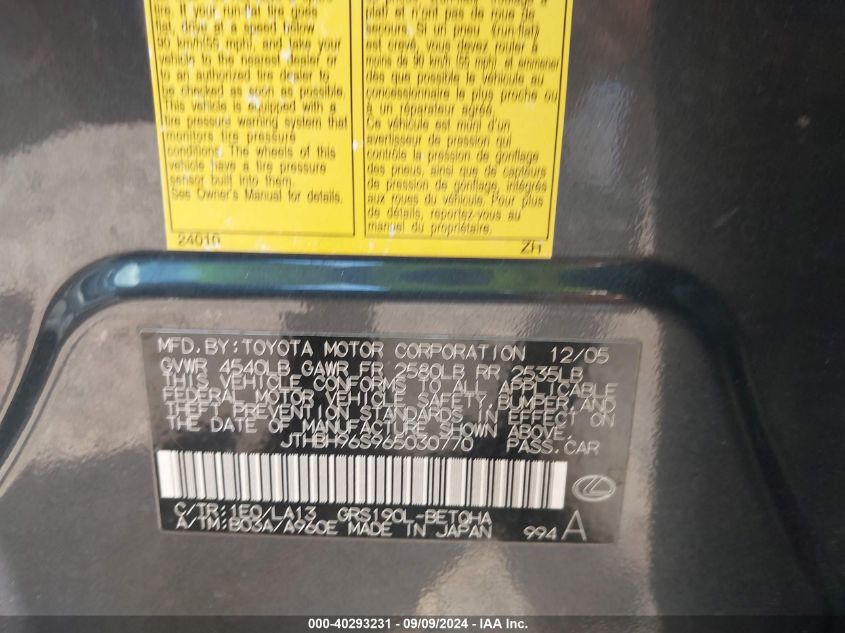 tire. If your tire goes
flat, don't at a speed below
90 km/h(55 mph), and take your
vehicle to the nearest dealer or
to an authorized tire dealer to
be checked as soon as possible.
This vehicle is equipped with a
tire pressure warning system that
monitors tire pressure
conditions. The wheels of this
vehicle have a tire pressure
sensor built into them.
See Owner's Manual for details.
24010
plat et n'ont pas de roue de
secours. Si un pneu (run-flat)
est crevé, vous devez rouler à
moins de 90 km/h (55 mph), et emmener
dès que possible le véhicule au
concessionnaire le plus proche ou
à un réparateur agréé.
Ce véhicule est muni d'un
avertisseur de pression qui
contrôle la pression de gonflage
des pneus, ainsi que de capteurs
de pression de gonflage, intégrés
aux roues du véhicule. Pour plus
de détails, reportez-vous au
manuel du propriétaire.
ZH
MFD. BY: TOYOTA MOTOR CORPORATION 12/05
GVWR 4540LB GAWR FR 2580LB RR 2535LB
THIS VEHICLE CONFORMS TO ALL APPLICABLE
FEDERAL MOTOR VEHICLE SAFETY, BUMPER, AND
THEFT PREVENTION STANDARDS IN EFFECT ON
THE DATE OF MANUFACTURE SHOWN ABOVE.
JTHBH96S965030770 PASS. CAR
C/TR: 1E0/LA13 GRS190L-BETQHA
A/TM: B03A/A960E MADE IN JAPAN 994 A
000-40293231 - 09/09/2024 - IAA Inc.